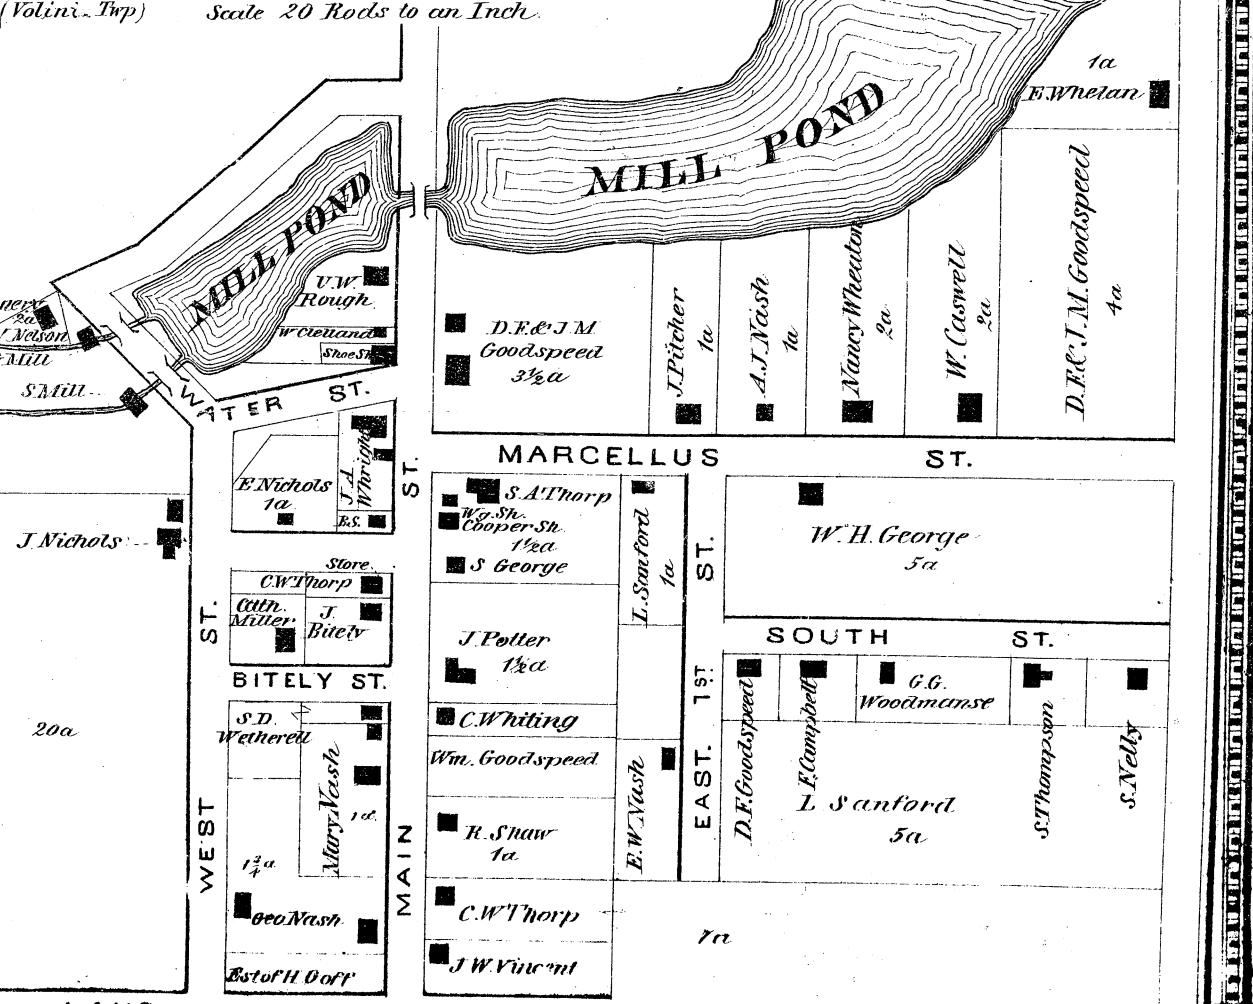 (Volini-Twp)
Scale 20 Rods to an Inch.
1a
E. Whelan
MILL POND
MILL POND
U.W.
Rough
W Clelland
Shoe Sh.
2a
Nelson
Mill
S. Mill
WATER ST.
D.F. & J.M.
Goodspeed
3½a
J. Pitcher
1a
A.J. Nash
1a
Nancy Wheaton
2a
W. Caswell
2a
D.F. & J.M. Goodspeed
4a
MARCELLUS ST.
E. Nichols
1a
J. A.
Whright
B.S.
J. Nichols
20a
Store
C.W. Thorp
Cath.
Miller
J.
Bitely
BITELY ST.
S.D.
Wetherell
Mary Nash
1a
1¾a
Geo. Nash
Est of H. Goff
WEST ST.
MAIN ST.
S. A. Thorp
Wg. Sh.
Cooper Sh.
1½a
S George
J. Potter
1½a
C. Whiting
Wm. Goodspeed
R. Shaw
1a
C.W. Thorp
J.W. Vincent
L. Sanford
1a
E.W. Nash
EAST. 1ST. ST.
W. H. George
5a
SOUTH ST.
D.F. Goodspeed
F. Campbell
G.G.
Woodmanse
S. Thompson
S. Nelly
L Sanford
5a
7a